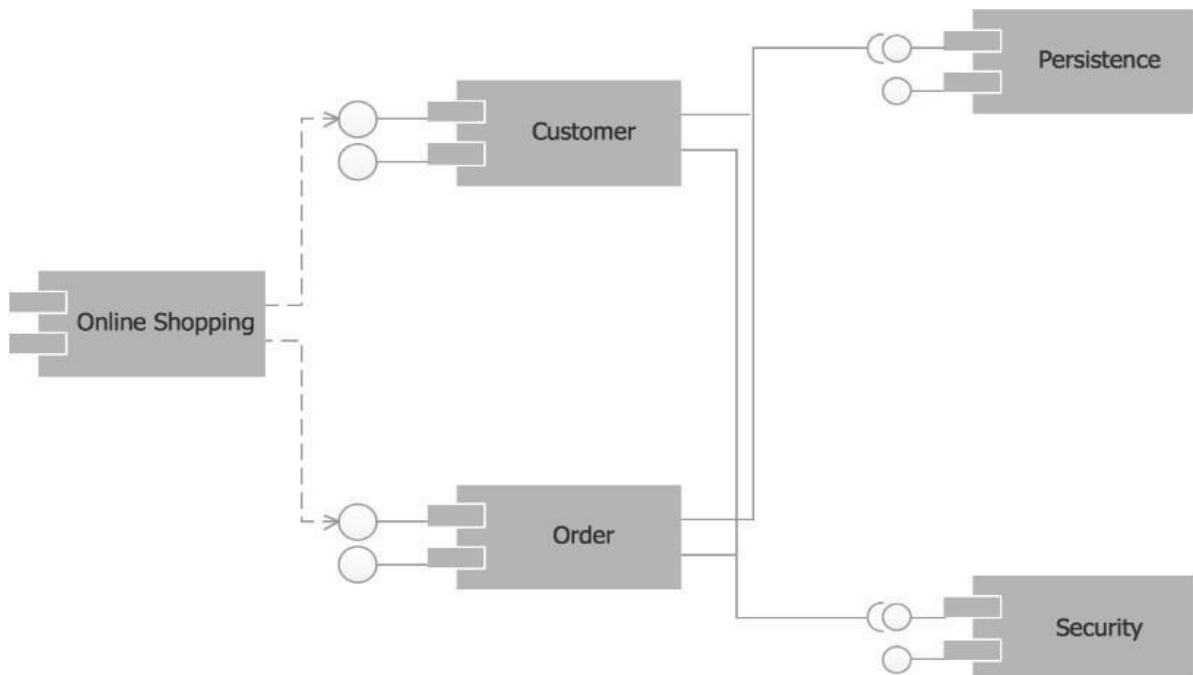 Persistence
Customer
Online Shopping
Order
Security